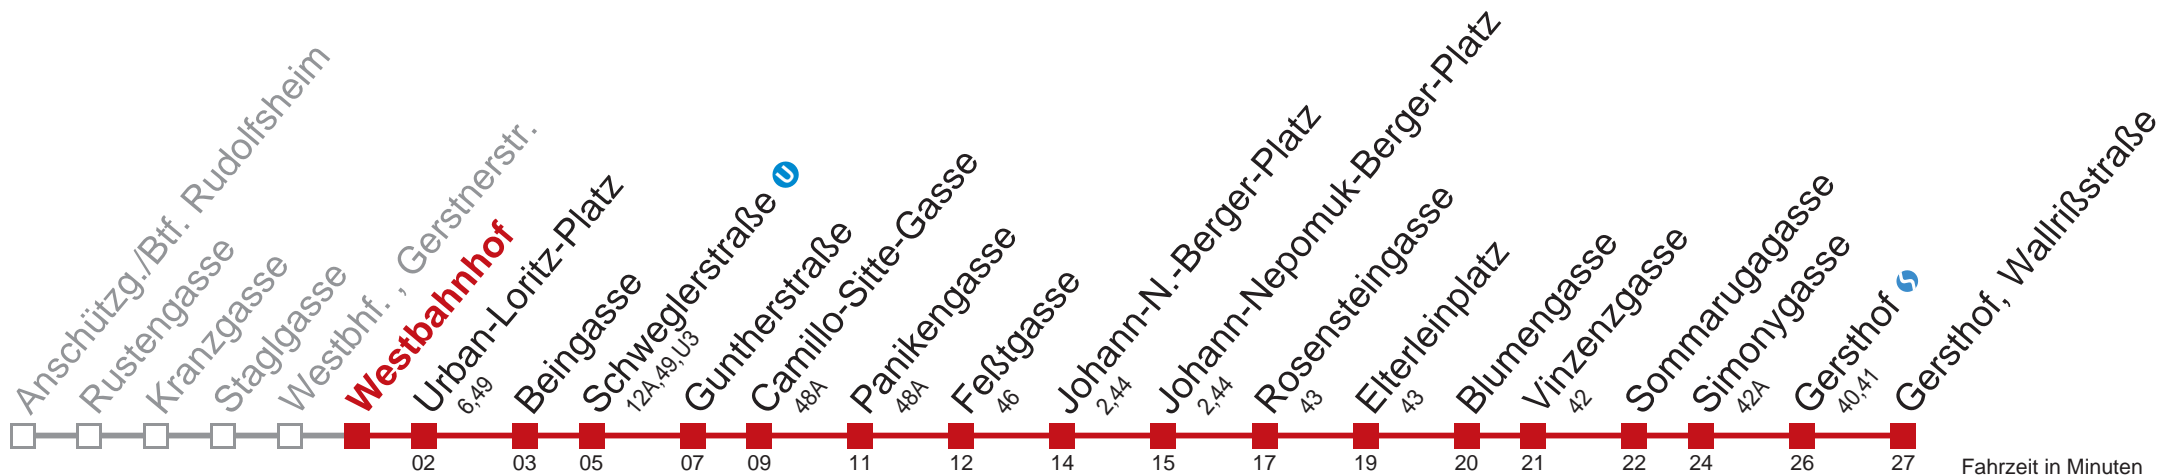 Anschützg./Btf. Rudolfsheim
Rustengasse
Kranzgasse
Staglgasse
Westbhf. , Gerstnerstr.
Westbahnhof
Urban-Loritz-Platz
6,49
Beingasse
Schweglerstraße U
12A,49,U3
Guntherstraße
Camillo-Sitte-Gasse
48A
Panikengasse
48A
Feßtgasse
46
Johann-N.-Berger-Platz
2,44
Johann-Nepomuk-Berger-Platz
2,44
Rosensteingasse
43
Elterleinplatz
43
Blumengasse
Vinzenzgasse
42
Sommarugagasse
Simonygasse
42A
Gersthof
40,41
Gersthof, Wallrißstraße
02 03 05 07 09 11 12 14 15 17 19 20 21 22 24 26 27
Fahrzeit in Minuten